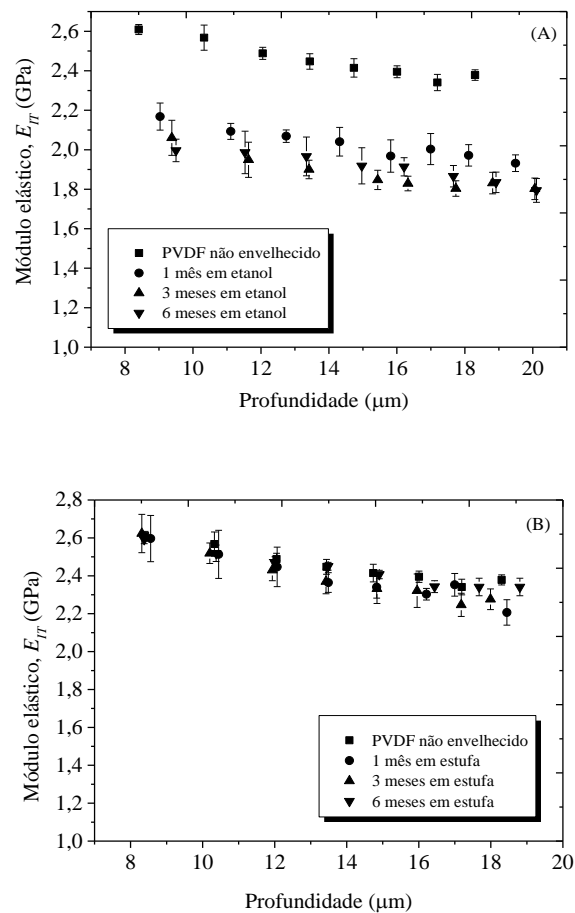 (A)
2,6
2,4
2,2
2,0
1,8
1,6
1,4
1,2
1,0
Módulo elástico, E_IT (GPa)
PVDF não envelhecido
1 mês em etanol
3 meses em etanol
6 meses em etanol
8 10 12 14 16 18 20
Profundidade (μm)
(B)
2,8
2,6
2,4
2,2
2,0
1,8
1,6
1,4
1,2
1,0
Módulo elástico, E_IT (GPa)
PVDF não envelhecido
1 mês em estufa
3 meses em estufa
6 meses em estufa
8 10 12 14 16 18 20
Profundidade (μm)